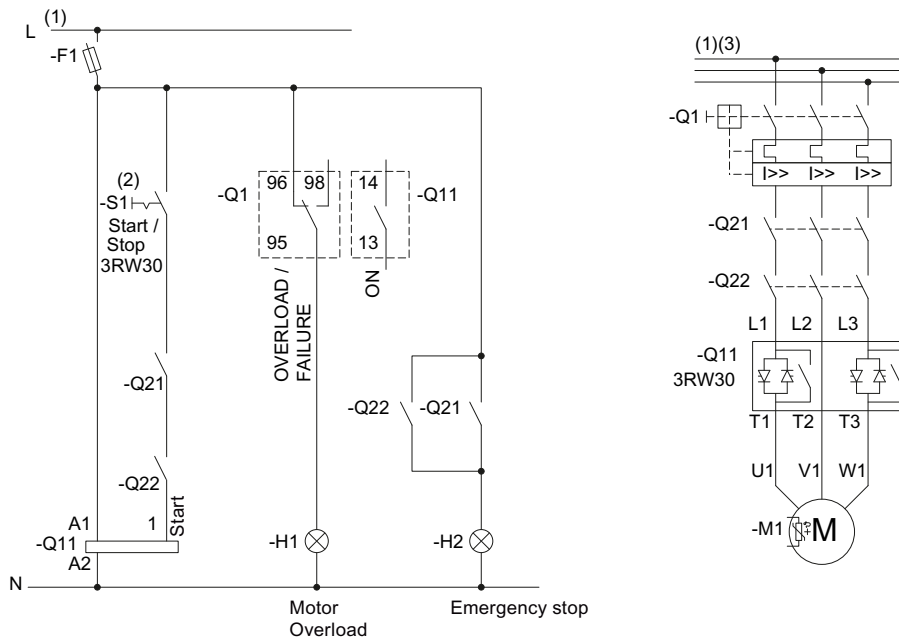 L (1)
-F1
(2)
-S1
Start /
Stop
3RW30
-Q21
-Q22
Start
A1 1
-Q11
A2
N
-Q1
96 98
95
OVERLOAD /
FAILURE
14
13
-Q11
ON
-Q22 -Q21
-H1
-H2
Motor
Overload
Emergency stop
(1)(3)
-Q1
I>> I>> I>>
-Q21
-Q22
L1 L2 L3
-Q11
3RW30
T1 T2 T3
U1 V1 W1
-M1
M